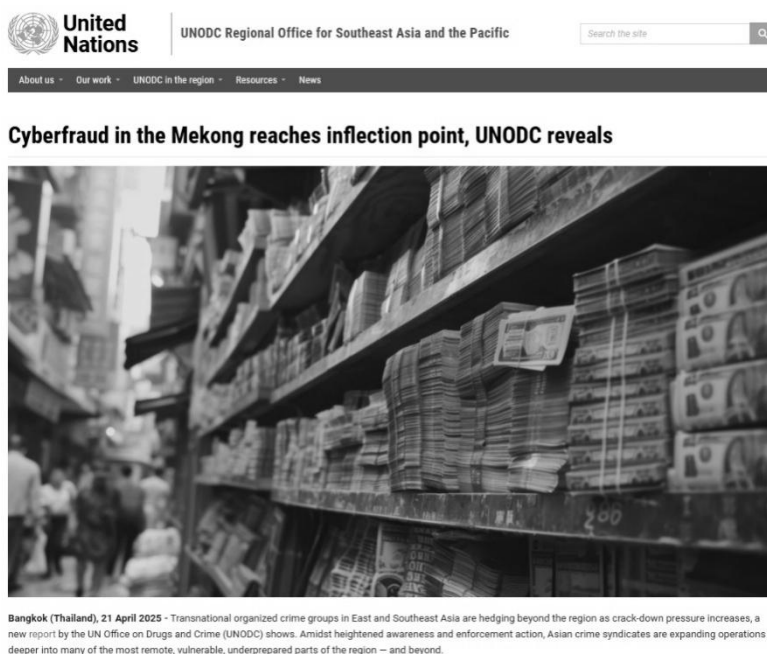 United
Nations
UNODC Regional Office for Southeast Asia and the Pacific
Search the site
About us
Our work
UNODC in the region
Resources
News
Cyberfraud in the Mekong reaches inflection point, UNODC reveals
Bangkok (Thailand), 21 April 2025 - Transnational organized crime groups in East and Southeast Asia are hedging beyond the region as crack-down pressure increases, a
new report by the UN Office on Drugs and Crime (UNODC) shows. Amidst heightened awareness and enforcement action, Asian crime syndicates are expanding operations
deeper into many of the most remote, vulnerable, underprepared parts of the region — and beyond.